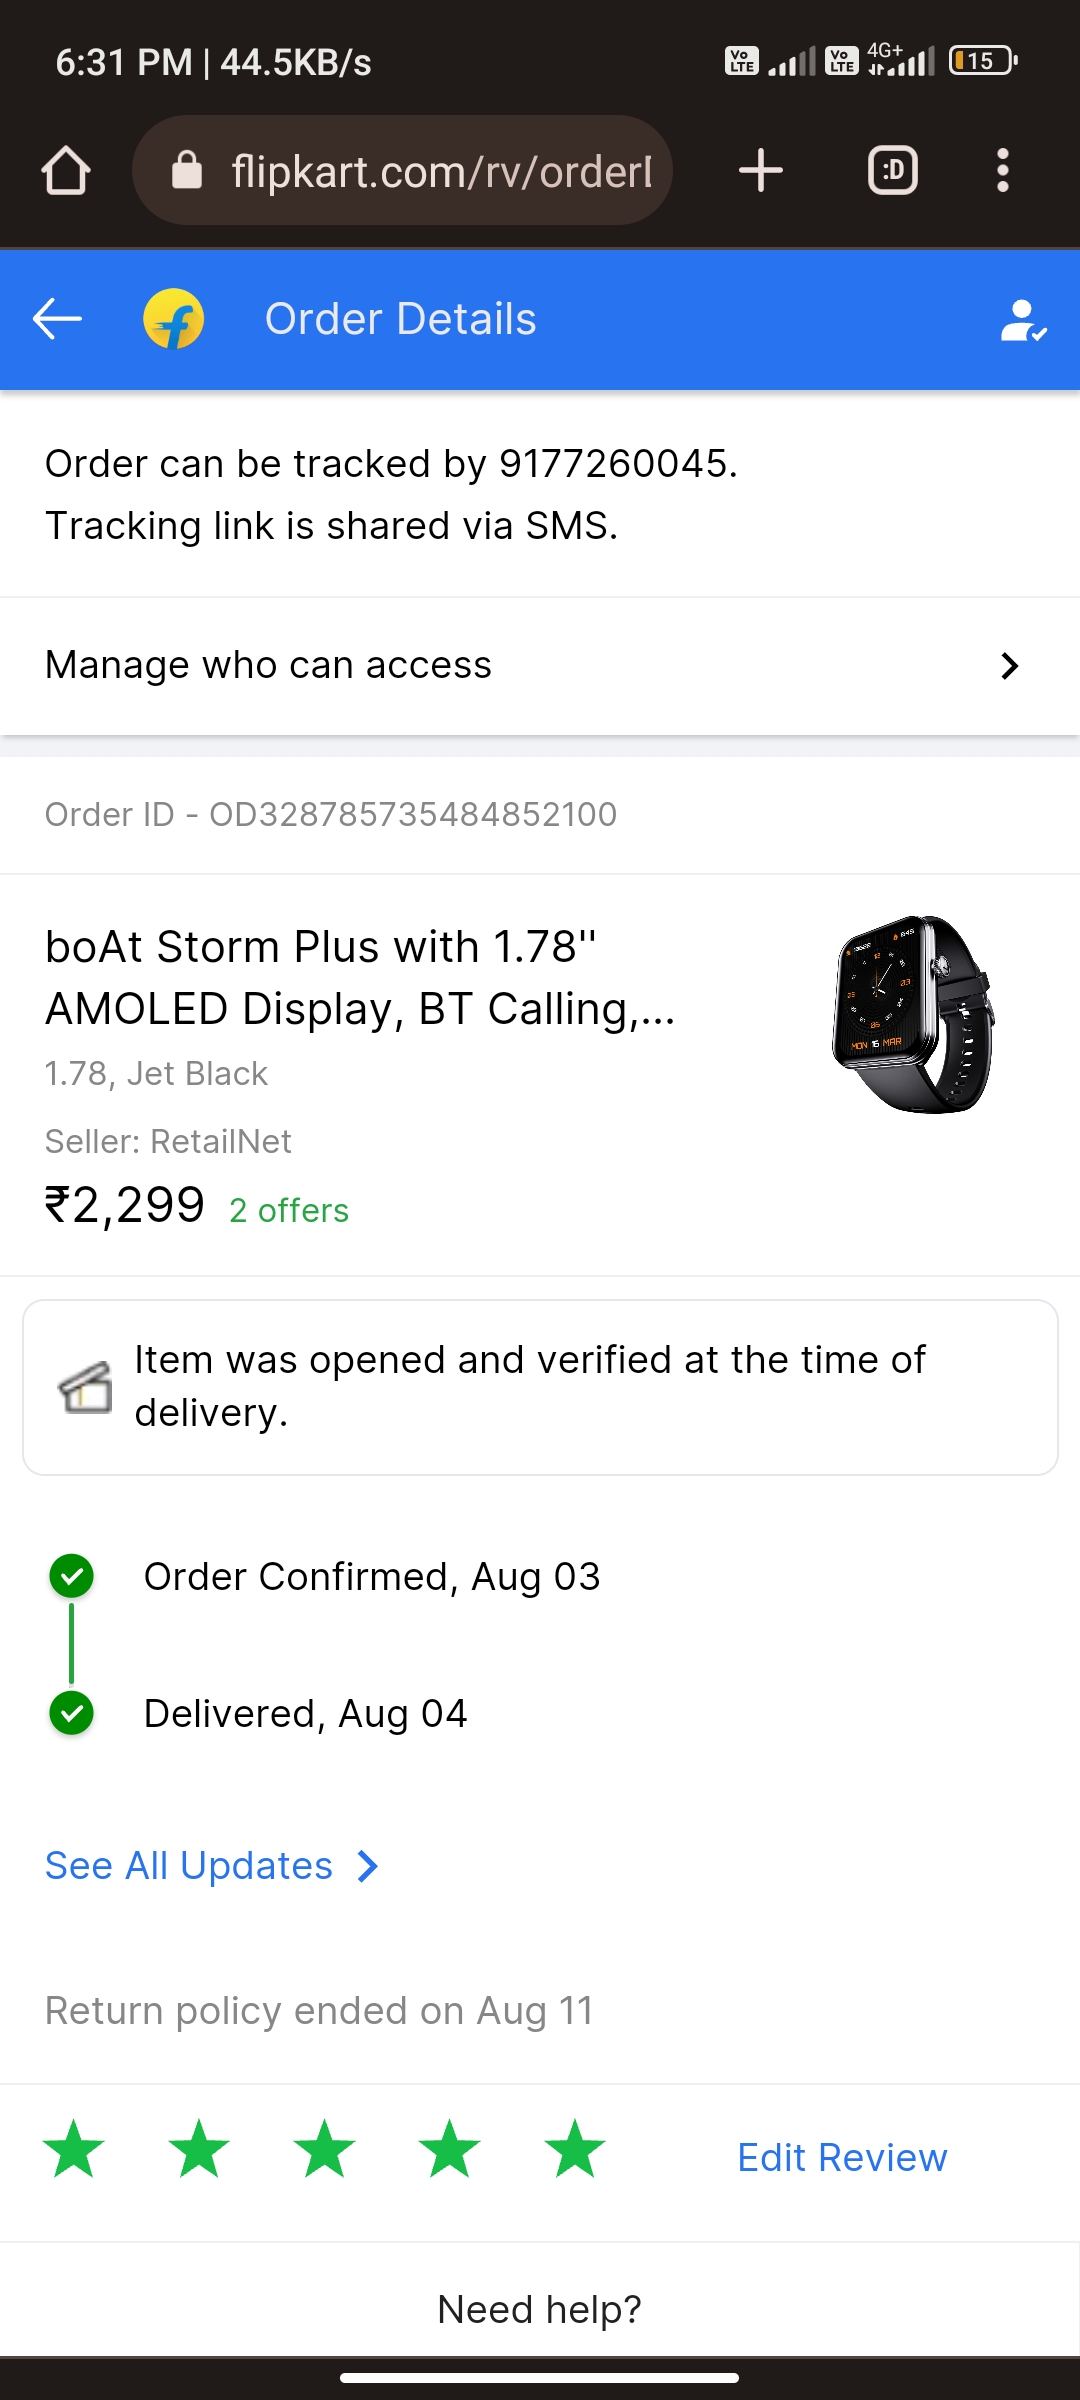 6:31 PM | 44.5KB/s
Vo LTE Vo LTE 4G+ 15
flipkart.com/rv/order
:D
Order Details
Order can be tracked by 9177260045.
Tracking link is shared via SMS.
Manage who can access
Order ID - OD328785735484852100
boAt Storm Plus with 1.78"
AMOLED Display, BT Calling,...
1.78, Jet Black
Seller: RetailNet
₹2,299 2 offers
MON 16 MAR
Item was opened and verified at the time of
delivery.
Order Confirmed, Aug 03
Delivered, Aug 04
See All Updates
Return policy ended on Aug 11
Edit Review
Need help?